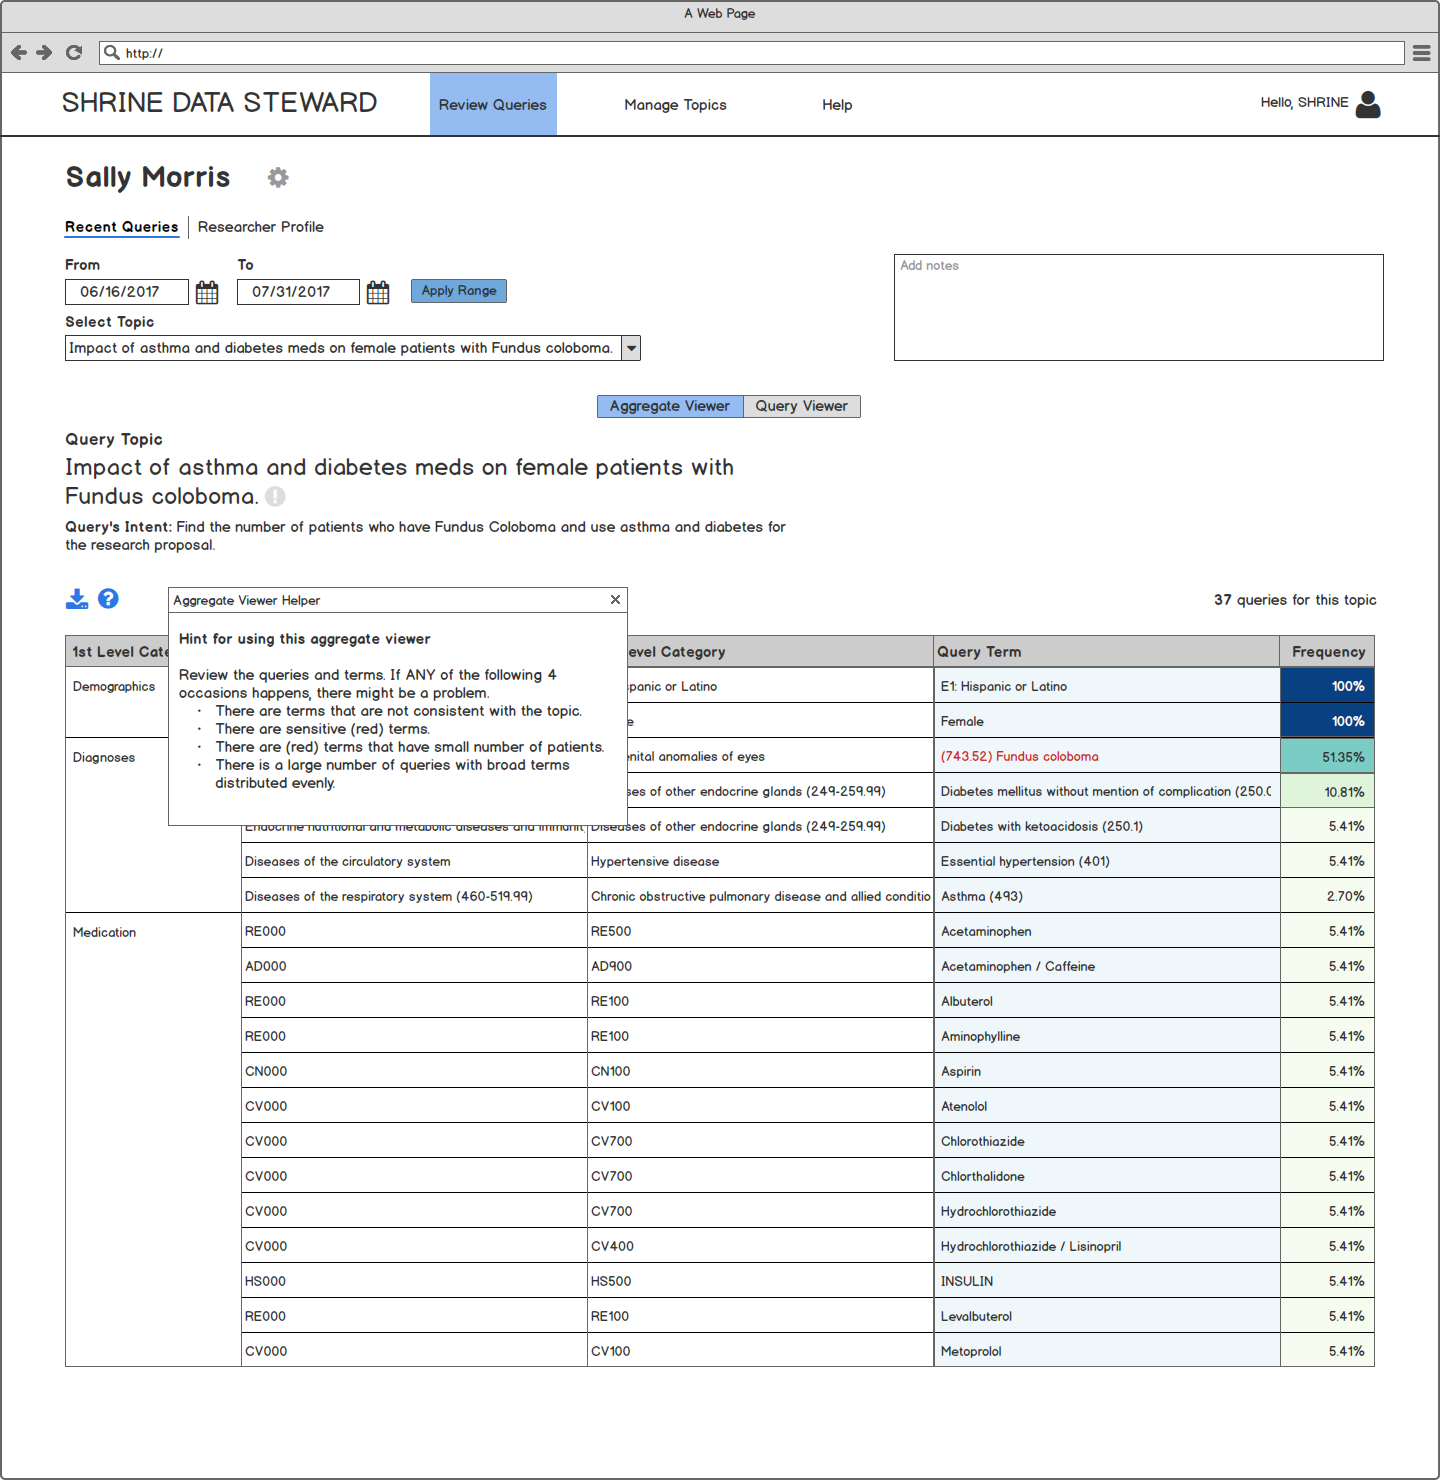 A Web Page
http://
SHRINE DATA STEWARD
Review Queries
Manage Topics
Help
Hello, SHRINE
Sally Morris
Recent Queries
Researcher Profile
From
To
06/16/2017
07/31/2017
Apply Range
Add notes
Select Topic
Impact of asthma and diabetes meds on female patients with Fundus coloboma.
Aggregate Viewer
Query Viewer
Query Topic
Impact of asthma and diabetes meds on female patients with
Fundus coloboma.
Query's Intent: Find the number of patients who have Fundus Coloboma and use asthma and diabetes for
the research proposal.
37 queries for this topic
Aggregate Viewer Helper
Hint for using this aggregate viewer
Review the queries and terms. If ANY of the following 4
occasions happens, there might be a problem.
· There are terms that are not consistent with the topic.
· There are sensitive (red) terms.
· There are (red) terms that have small number of patients.
· There is a large number of queries with broad terms
distributed evenly.
1st Level Cate evel Category Query Term Frequency
Demographics spanic or Latino E1: Hispanic or Latino 100%
e Female 100%
Diagnoses enital anomalies of eyes (743.52) Fundus coloboma 51.35%
ses of other endocrine glands (249-259.99) Diabetes mellitus without mention of complication (250.0 10.81%
Endocrine nutritional and metabolic diseases and immunit Diseases of other endocrine glands (249-259.99) Diabetes with ketoacidosis (250.1) 5.41%
Diseases of the circulatory system Hypertensive disease Essential hypertension (401) 5.41%
Diseases of the respiratory system (460-519.99) Chronic obstructive pulmonary disease and allied conditio Asthma (493) 2.70%
Medication RE000 RE500 Acetaminophen 5.41%
AD000 AD900 Acetaminophen / Caffeine 5.41%
RE000 RE100 Albuterol 5.41%
RE000 RE100 Aminophylline 5.41%
CN000 CN100 Aspirin 5.41%
CV000 CV100 Atenolol 5.41%
CV000 CV700 Chlorothiazide 5.41%
CV000 CV700 Chlorthalidone 5.41%
CV000 CV700 Hydrochlorothiazide 5.41%
CV000 CV400 Hydrochlorothiazide / Lisinopril 5.41%
HS000 HS500 INSULIN 5.41%
RE000 RE100 Levalbuterol 5.41%
CV000 CV100 Metoprolol 5.41%